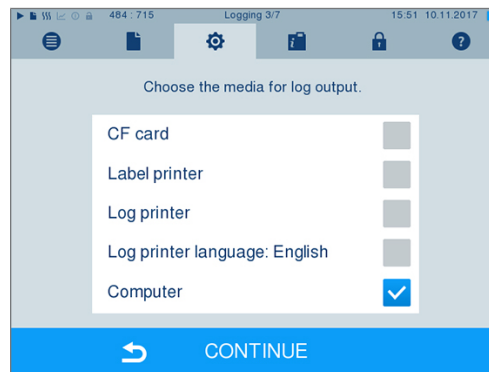 484 : 715 Logging 3/7 15:51 10.11.2017
i
?
Choose the media for log output.
CF card
Label printer
Log printer
Log printer language: English
Computer
CONTINUE